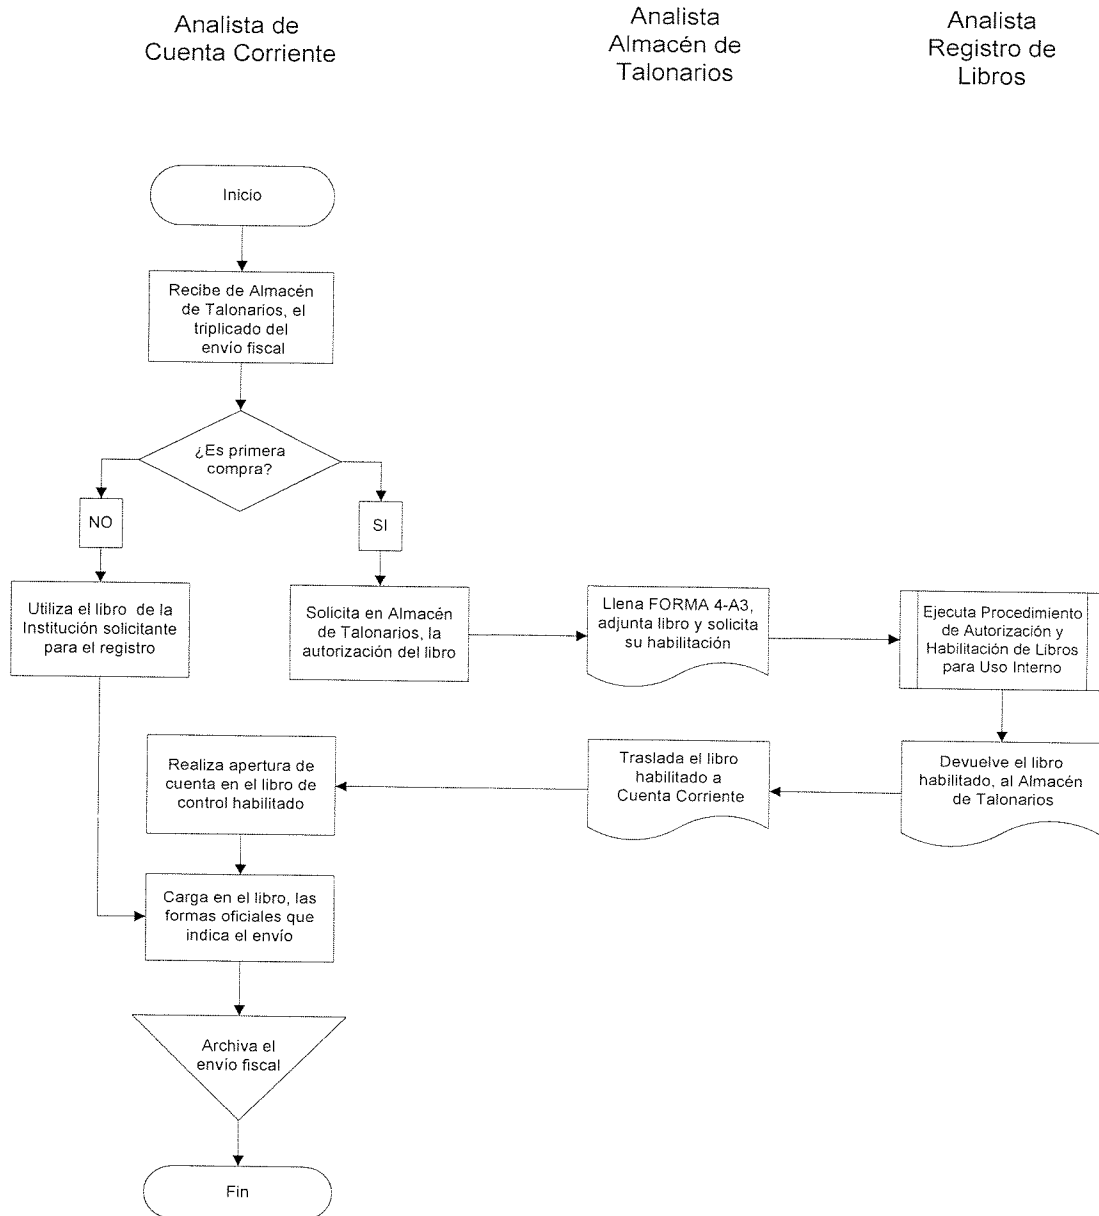 Analista de
Cuenta Corriente
Analista
Almacén de
Talonarios
Analista
Registro de
Libros
Inicio
Recibe de Almacén
de Talonarios, el
triplicado del
envío fiscal
¿Es primera
compra?
NO
SI
Utiliza el libro de la
Institución solicitante
para el registro
Solicita en Almacén
de Talonarios, la
autorización del libro
Llena FORMA 4-A3,
adjunta libro y solicita
su habilitación
Ejecuta Procedimiento
de Autorización y
Habilitación de Libros
para Uso Interno
Realiza apertura de
cuenta en el libro de
control habilitado
Traslada el libro
habilitado a
Cuenta Corriente
Devuelve el libro
habilitado, al Almacén
de Talonarios
Carga en el libro, las
formas oficiales que
indica el envío
Archiva el
envío fiscal
Fin